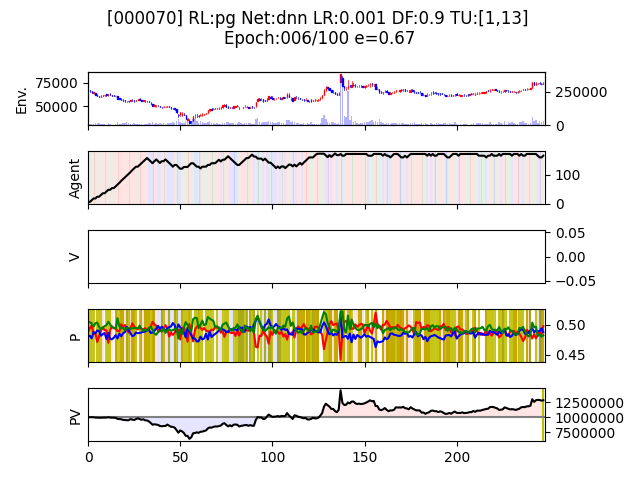 [000070] RL:pg Net:dnn LR:0.001 DF:0.9 TU:[1,13]
Epoch:006/100 e=0.67
Env.
75000
50000
250000
0
Agent
100
0
V
0.05
0.00
−0.05
P
0.50
0.45
PV
12500000
10000000
7500000
0 50 100 150 200